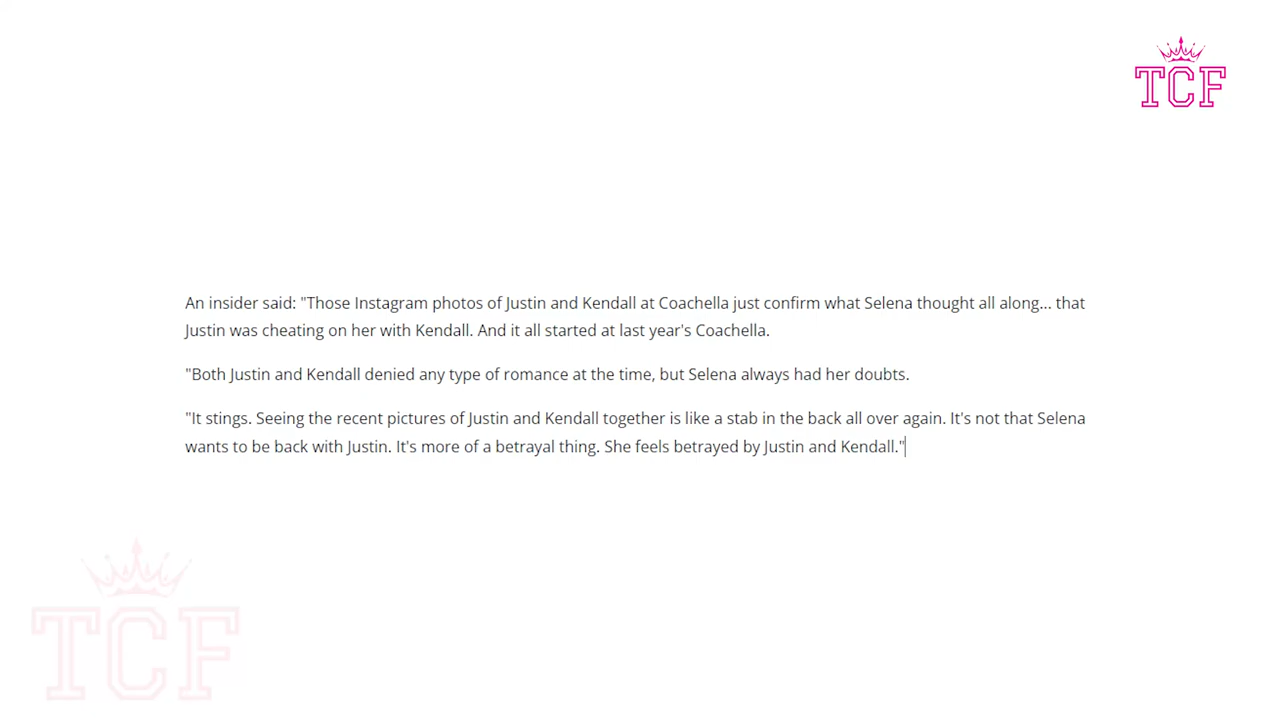 TCF
An insider said: "Those Instagram photos of Justin and Kendall at Coachella just confirm what Selena thought all along... that
Justin was cheating on her with Kendall. And it all started at last year's Coachella.
"Both Justin and Kendall denied any type of romance at the time, but Selena always had her doubts.
"It stings. Seeing the recent pictures of Justin and Kendall together is like a stab in the back all over again. It's not that Selena
wants to be back with Justin. It's more of a betrayal thing. She feels betrayed by Justin and Kendall."
TCF